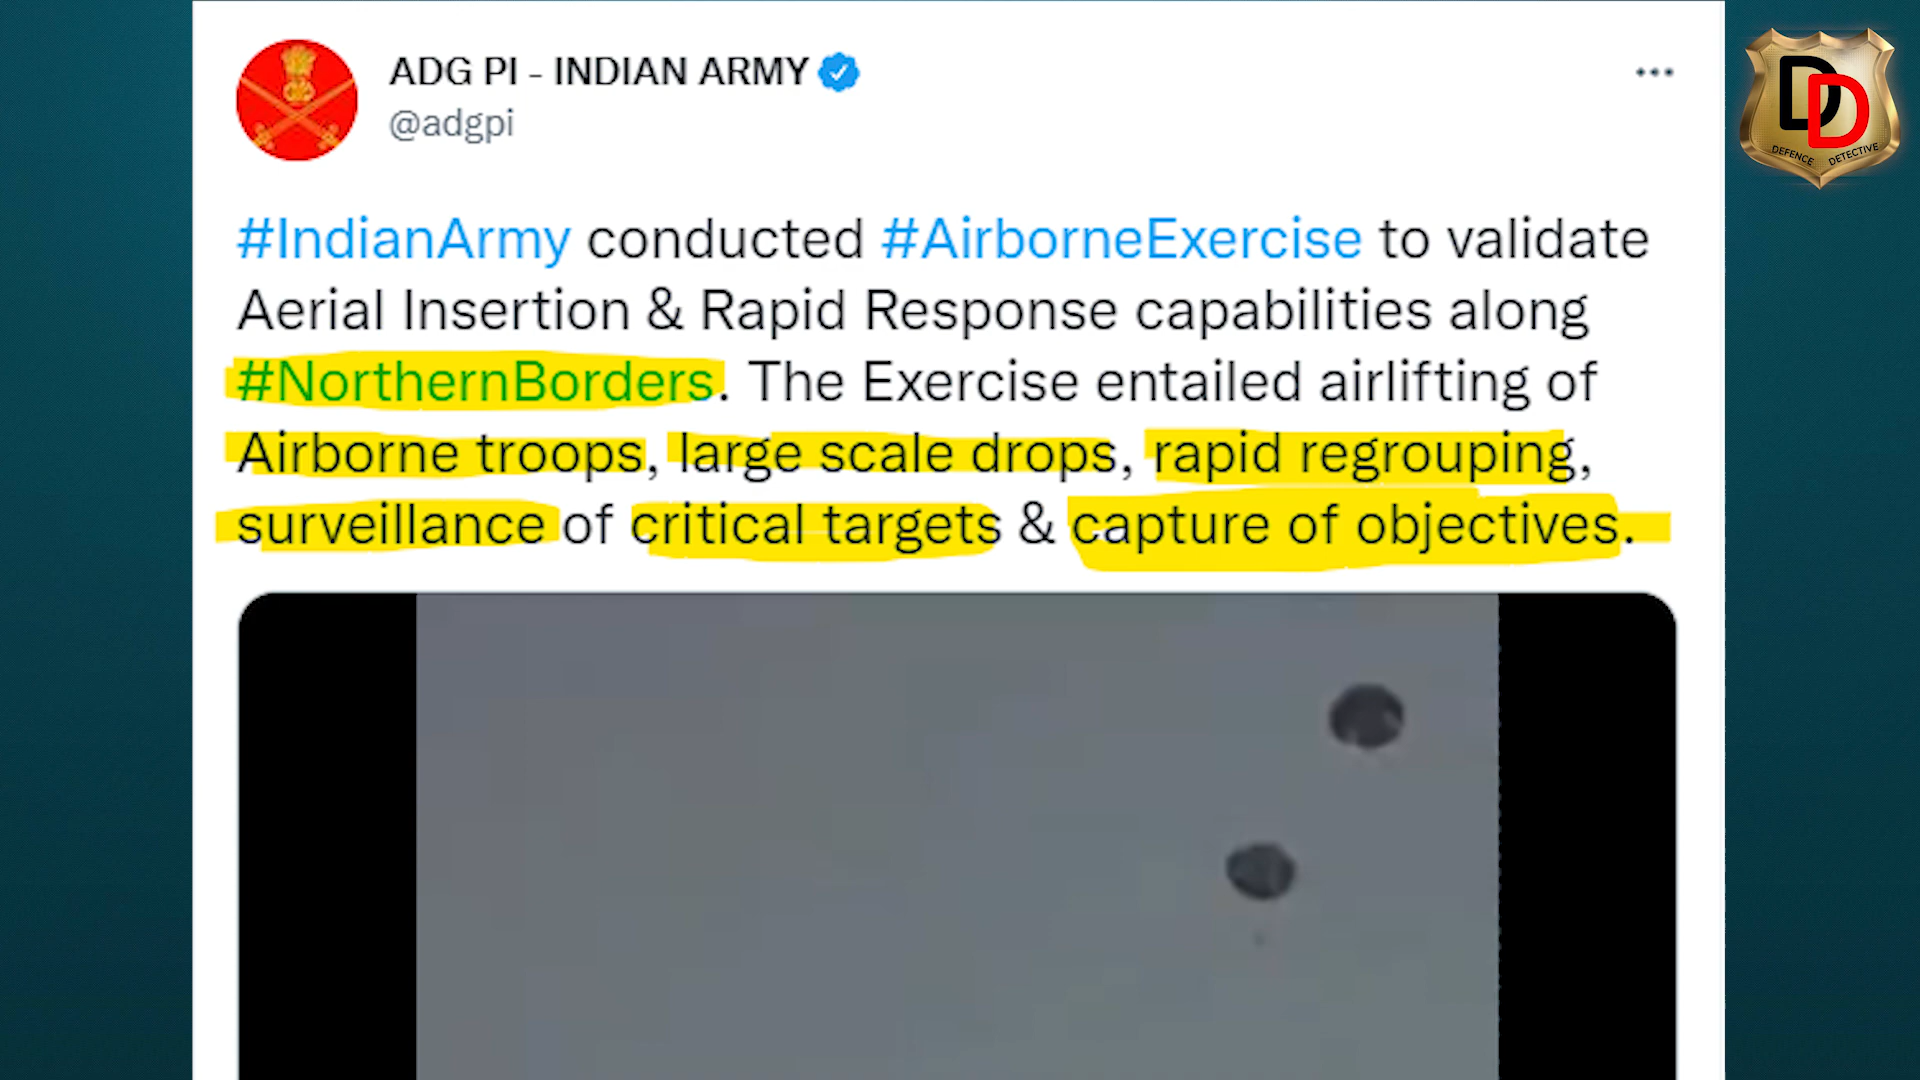 ADG PI - INDIAN ARMY
@adgpi
#IndianArmy conducted #AirborneExercise to validate
Aerial Insertion & Rapid Response capabilities along
#NorthernBorders. The Exercise entailed airlifting of
Airborne troops, large scale drops, rapid regrouping,
surveillance of critical targets & capture of objectives.
DD
DEFENCE DETECTIVE